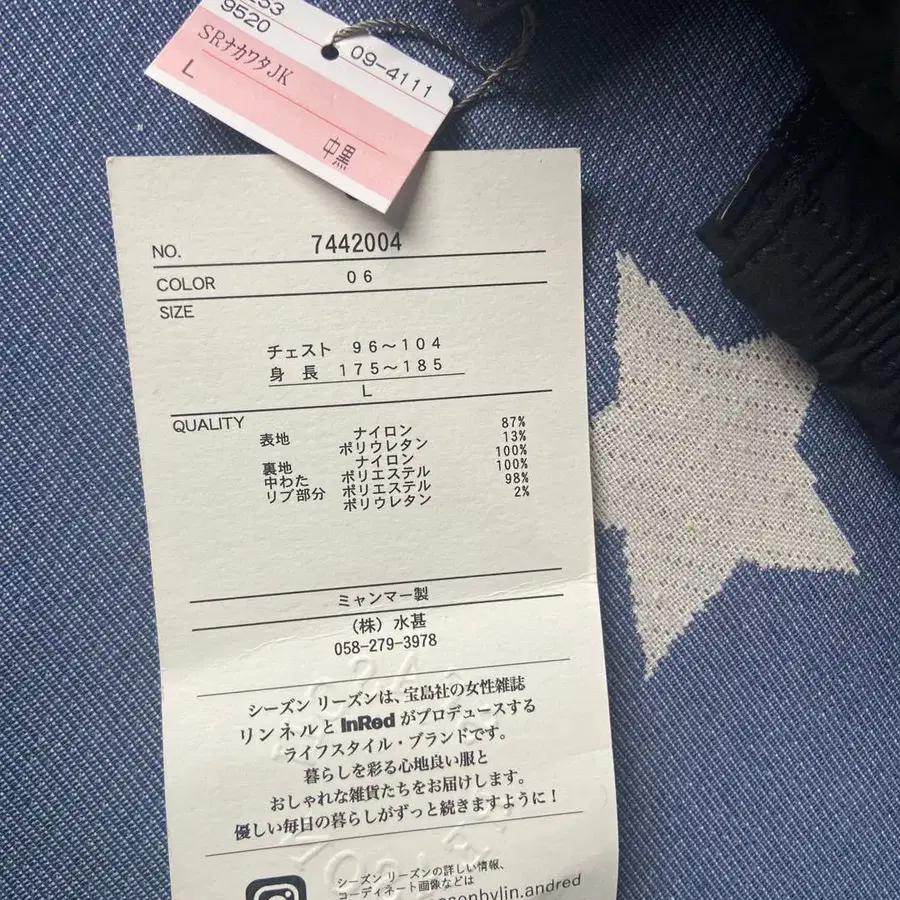 9520
09-4111
SRナカワタJK
L
中黒
NO. 7442004
COLOR 06
SIZE
チェスト 96〜104
身長 175〜185
L
QUALITY
表地 ナイロン 87%
ポリウレタン 13%
裏地 ナイロン 100%
中わた ポリエステル 100%
リブ部分 ポリエステル 98%
ポリウレタン 2%
ミャンマー製
(株) 水甚
058-279-3978
シーズン リーズンは、宝島社の女性雑誌
リンネルと InRed がプロデュースする
ライフスタイル・ブランドです。
暮らしを彩る心地良い服と
おしゃれな雑貨たちをお届けします。
優しい毎日の暮らしがずっと続きますように!
シーズン リーズンの詳しい情報、
コーディネート画像などは